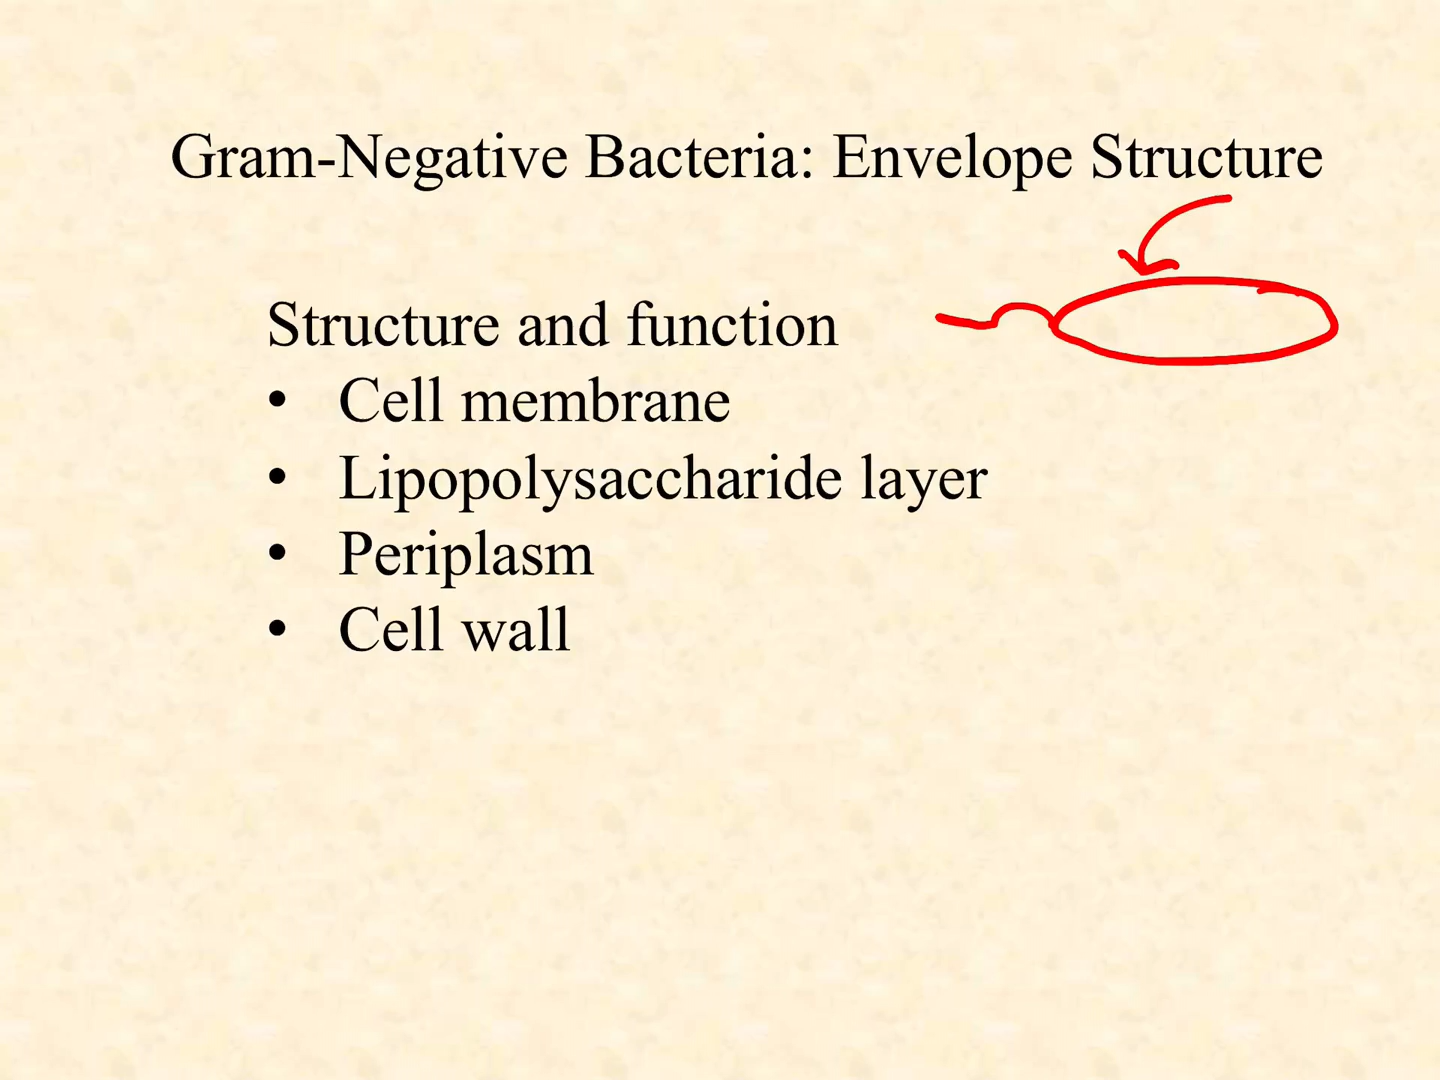 Gram-Negative Bacteria: Envelope Structure
Structure and function
• Cell membrane
• Lipopolysaccharide layer
• Periplasm
• Cell wall